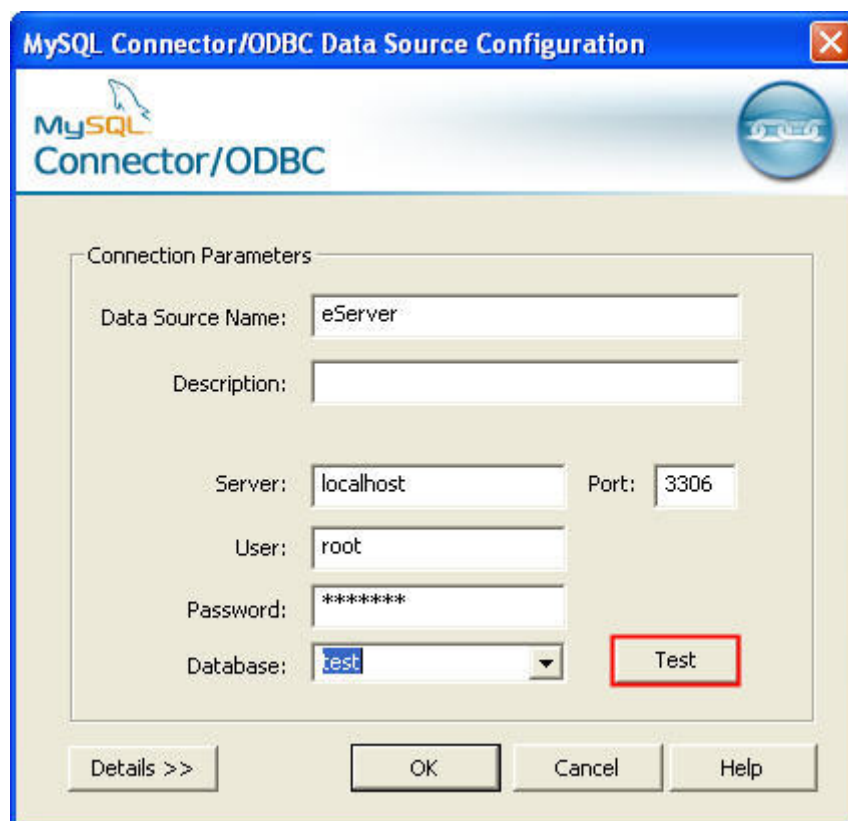 MySQL Connector/ODBC Data Source Configuration
MySQL
Connector/ODBC
Connection Parameters
Data Source Name: eServer
Description:
Server: localhost Port: 3306
User: root
Password: *******
Database: test Test
Details >> OK Cancel Help